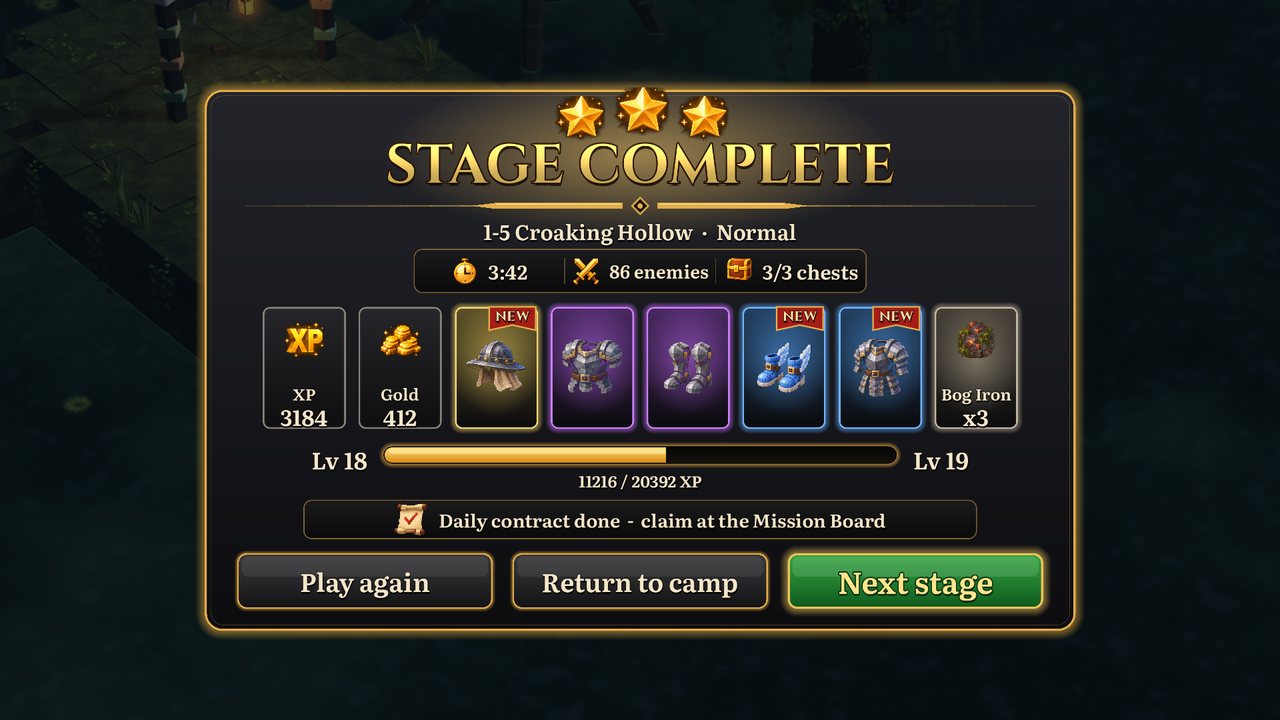 STAGE COMPLETE
1-5 Croaking Hollow · Normal
3:42 86 enemies 3/3 chests
NEW NEW NEW
XP
XP Gold Bog Iron
3184 412 x3
Lv 18 Lv 19
11216 / 20392 XP
Daily contract done - claim at the Mission Board
Play again Return to camp Next stage